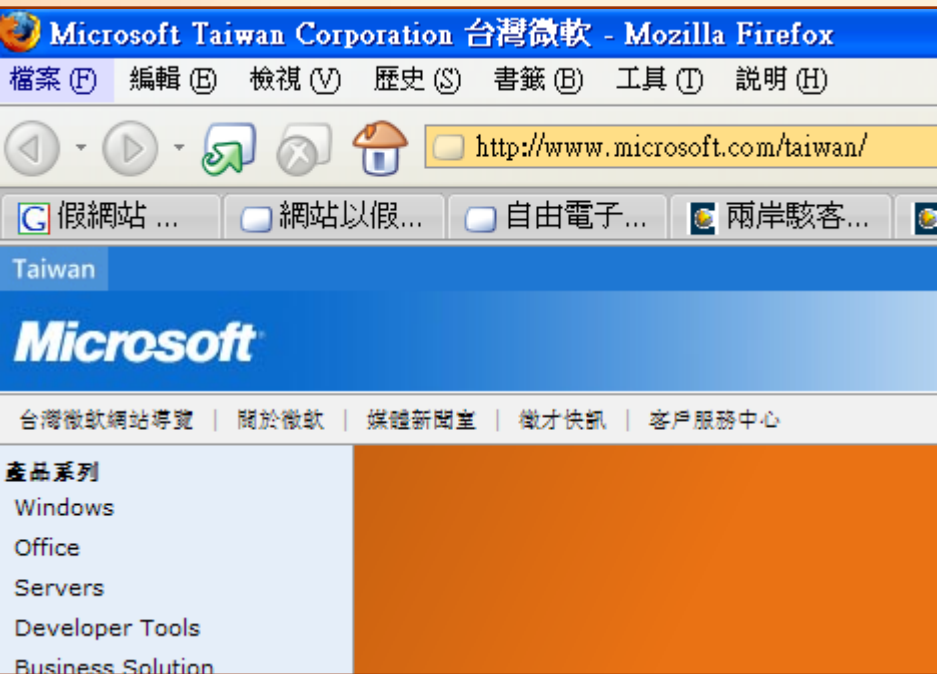 Microsoft Taiwan Corporation 台灣微軟 - Mozilla Firefox
檔案 (F) 編輯 (E) 檢視 (V) 歷史 (S) 書籤 (B) 工具 (T) 說明 (H)
http://www.microsoft.com/taiwan/
假網站 ... 網站以假... 自由電子... 兩岸駭客...
Taiwan
Microsoft
台灣微軟網站導覽 | 關於微軟 | 媒體新聞室 | 徵才快訊 | 客戶服務中心
產品系列
Windows
Office
Servers
Developer Tools
Business Solution